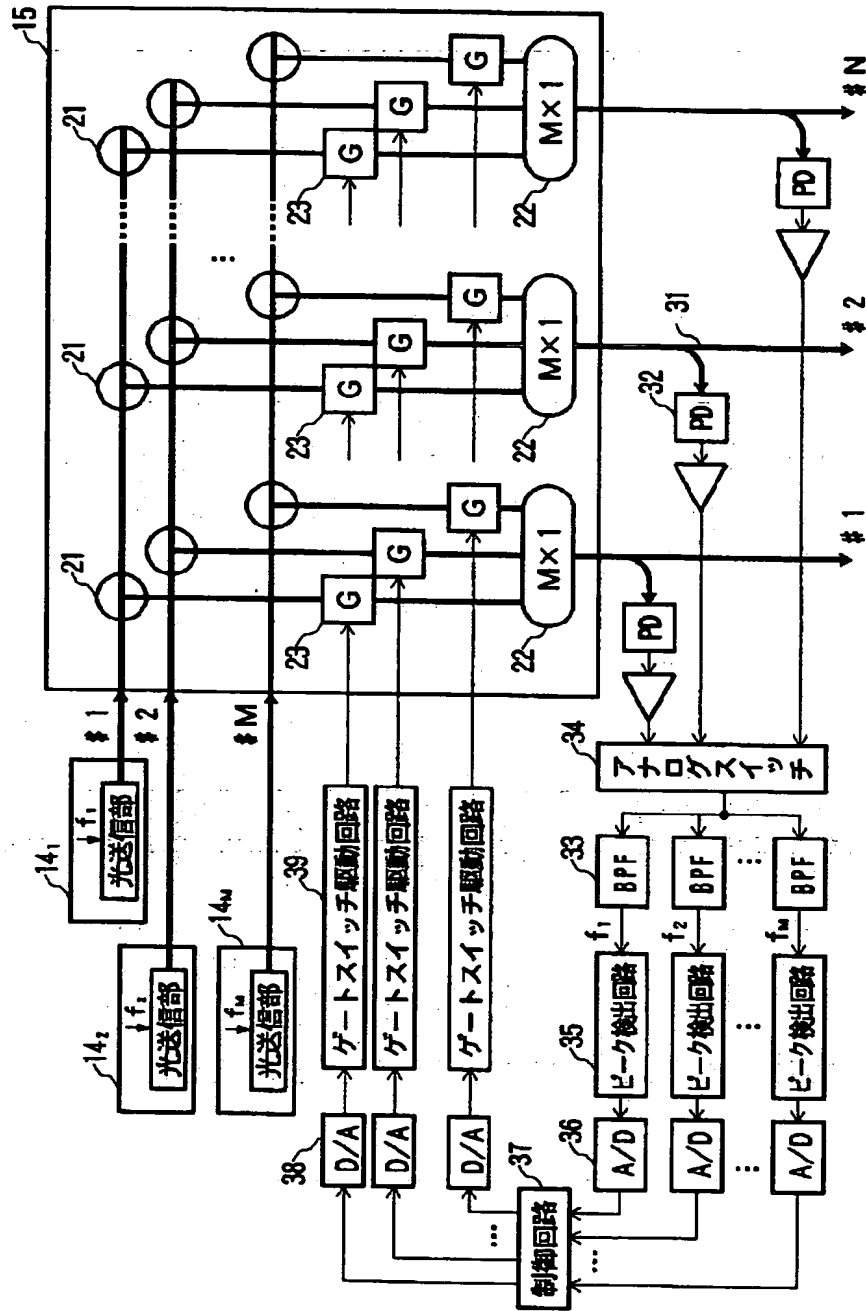 15
21
21
21
G
G
G
23
M×1
22
G
G
G
23
M×1
22
G
G
G
23
M×1
22
#1
#2
#M
14₁
f₁
光送信部
14₂
f₂
光送信部
14M
fM
光送信部
39
ゲートスイッチ駆動回路
ゲートスイッチ駆動回路
ゲートスイッチ駆動回路
38
D/A
D/A
D/A
37
制御回路
36
A/D
A/D
A/D
35
ピーク検出回路
ピーク検出回路
ピーク検出回路
f₁
f₂
fM
33
BPF
BPF
BPF
34
アナログスイッチ
PD
32
PD
31
PD
#1
#2
#N